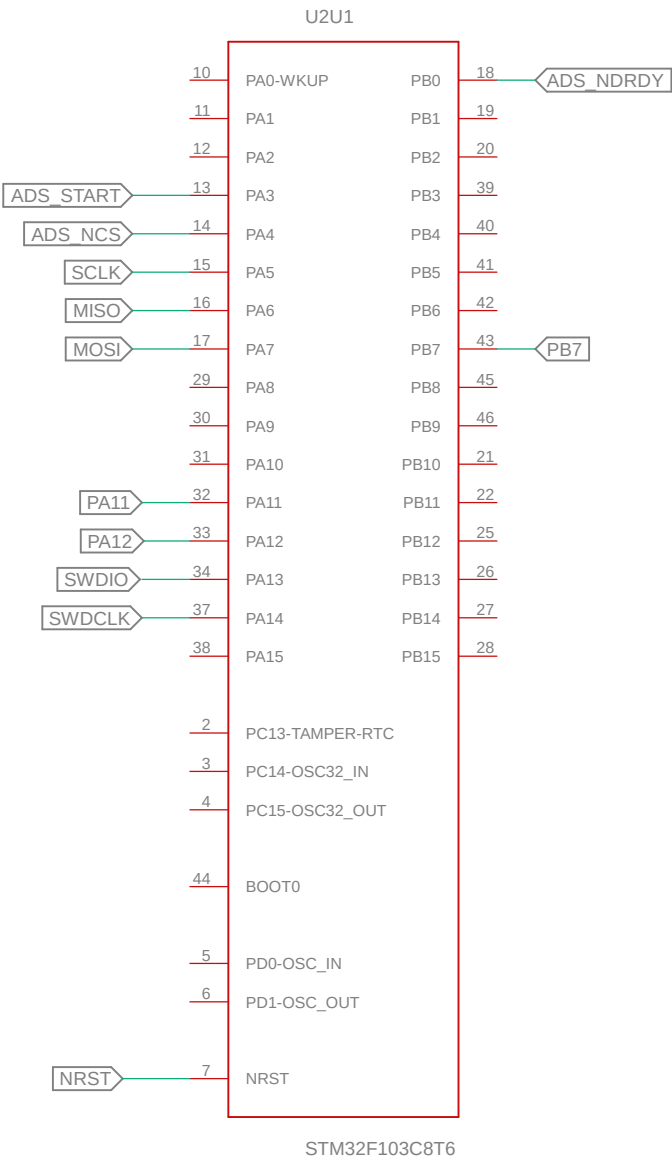 U2U1
10 PA0-WKUP PB0 18 ADS_NDRDY
11 PA1 PB1 19
12 PA2 PB2 20
ADS_START 13 PA3 PB3 39
ADS_NCS 14 PA4 PB4 40
SCLK 15 PA5 PB5 41
MISO 16 PA6 PB6 42
MOSI 17 PA7 PB7 43 PB7
29 PA8 PB8 45
30 PA9 PB9 46
31 PA10 PB10 21
PA11 32 PA11 PB11 22
PA12 33 PA12 PB12 25
SWDIO 34 PA13 PB13 26
SWDCLK 37 PA14 PB14 27
38 PA15 PB15 28
2 PC13-TAMPER-RTC
3 PC14-OSC32_IN
4 PC15-OSC32_OUT
44 BOOT0
5 PD0-OSC_IN
6 PD1-OSC_OUT
NRST 7 NRST
STM32F103C8T6